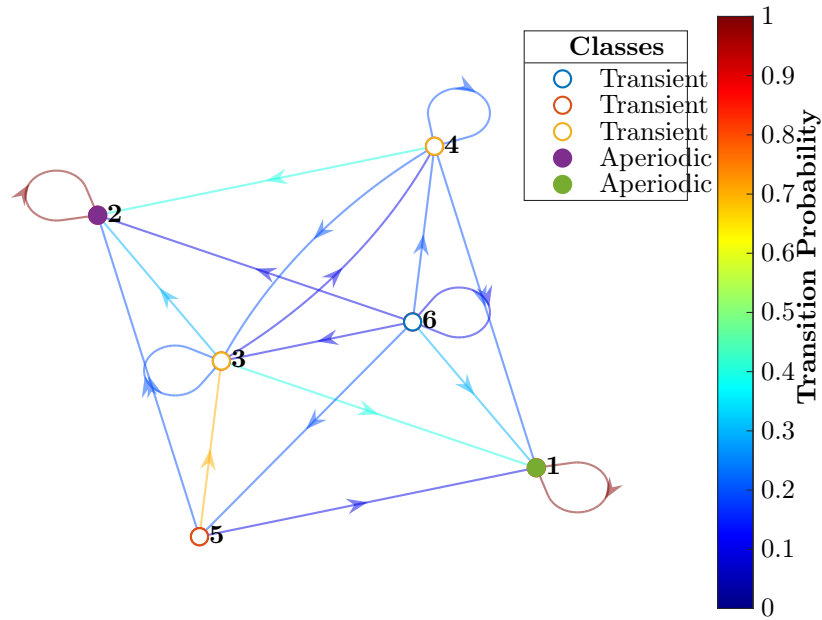 Classes
Transient
Transient
Transient
Aperiodic
Aperiodic
4
2
6
3
1
5
1
0.9
0.8
0.7
0.6
0.5
0.4
0.3
0.2
0.1
0
Transition Probability